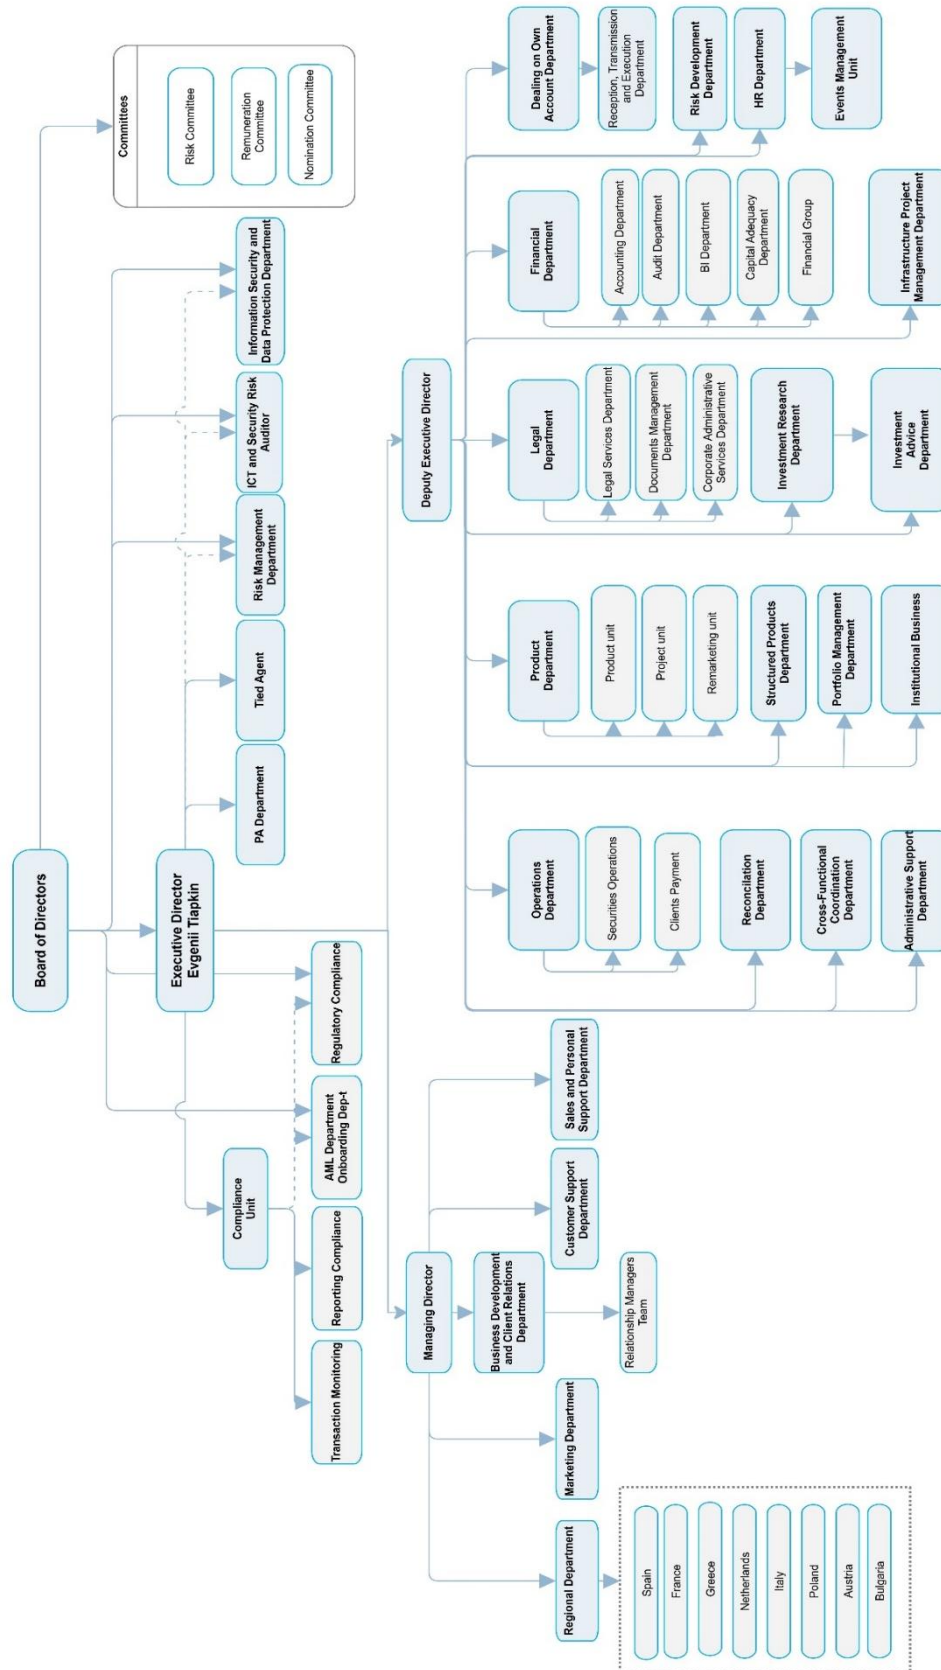 Board of Directors
Committees
Risk Committee
Remuneration
Committee
Nomination Committee
Executive Director
Evgenii Tiapkin
Compliance
Unit
Transaction Monitoring
Reporting Compliance
AML Department
Onboarding Dep-t
Regulatory Compliance
PA Department
Tied Agent
Risk Management
Department
ICT and Security Risk
Auditor
Information Security and
Data Protection Department
Managing Director
Regional Department
Spain
France
Greece
Netherlands
Italy
Poland
Austria
Bulgaria
Marketing Department
Business Development
and Client Relations
Department
Relationship Managers
Team
Customer Support
Department
Sales and Personal
Support Department
Deputy Executive Director
Operations
Department
Securities Operations
Clients Payment
Reconcilation
Department
Cross-Functional
Coordination
Department
Administrative Support
Department
Product
Department
Product unit
Project unit
Remarketing unit
Structured Products
Department
Portfolio Management
Department
Institutional Business
Legal
Department
Legal Services Department
Documents Management
Department
Corporate Administrative
Services Department
Investment Research
Department
Investment
Advice
Department
Financial
Department
Accounting Department
Audit Department
BI Department
Capital Adequacy
Department
Financial Group
Infrastructure Project
Management Department
Dealing on Own
Account Department
Reception, Transmission
and Execution
Department
Risk Development
Department
HR Department
Events Management
Unit